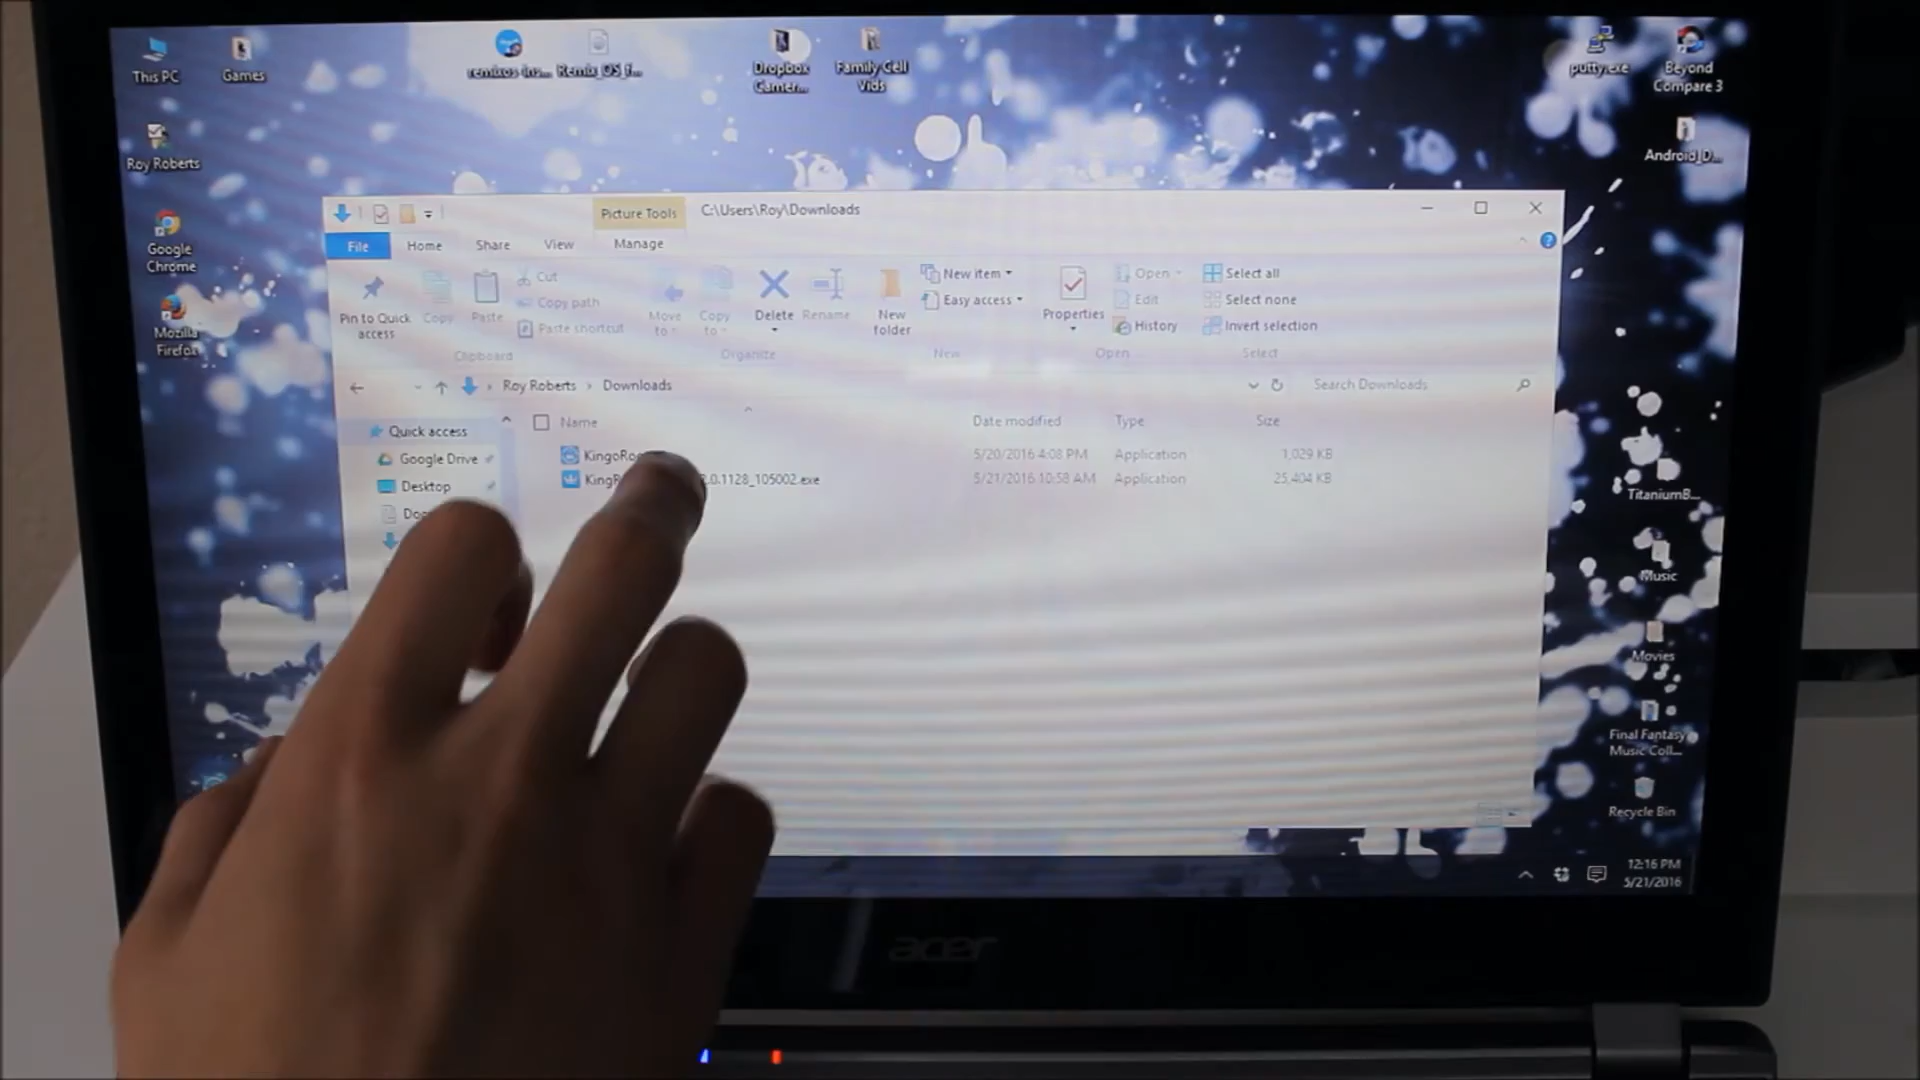 This PC
Games
remixos ins...
Remix_OS_f...
Dropbox
Camer...
Family Cell
Vids
putty.exe
Beyond
Compare 3
Roy Roberts
Android_D...
Google
Chrome
Mozilla
Firefox
Picture Tools
C:\Users\Roy\Downloads
File
Home
Share
View
Manage
Pin to Quick
access
Copy
Paste
Cut
Copy path
Paste shortcut
Clipboard
Move
to
Copy
to
Delete
Rename
Organize
New
folder
New item
Easy access
New
Properties
Open
Edit
History
Open
Select all
Select none
Invert selection
Select
Roy Roberts
Downloads
Search Downloads
Quick access
Google Drive
Desktop
Name
Date modified
Type
Size
5/20/2016 4:08 PM
Application
1,029 KB
.0.1128_105002.exe
5/21/2016 10:58 AM
Application
25,404 KB
TitaniumB...
Music
Movies
Final Fantasy
Music Coll...
Recycle Bin
12:16 PM
5/21/2016
acer